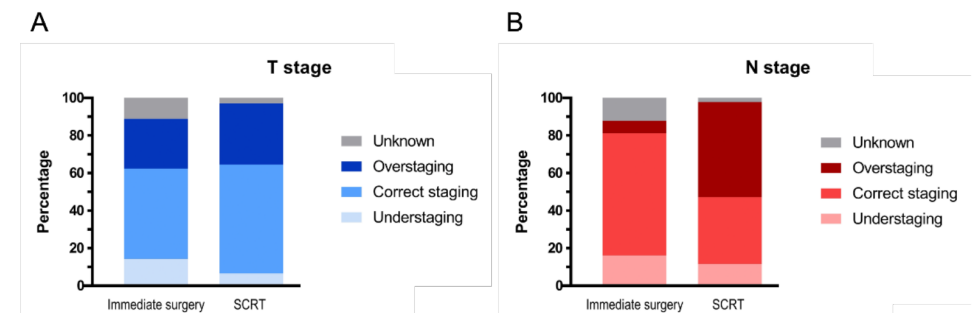 A
T stage
Percentage
100
80
60
40
20
0
Immediate surgery
SCRT
Unknown
Overstaging
Correct staging
Understaging
B
N stage
Percentage
100
80
60
40
20
0
Immediate surgery
SCRT
Unknown
Overstaging
Correct staging
Understaging